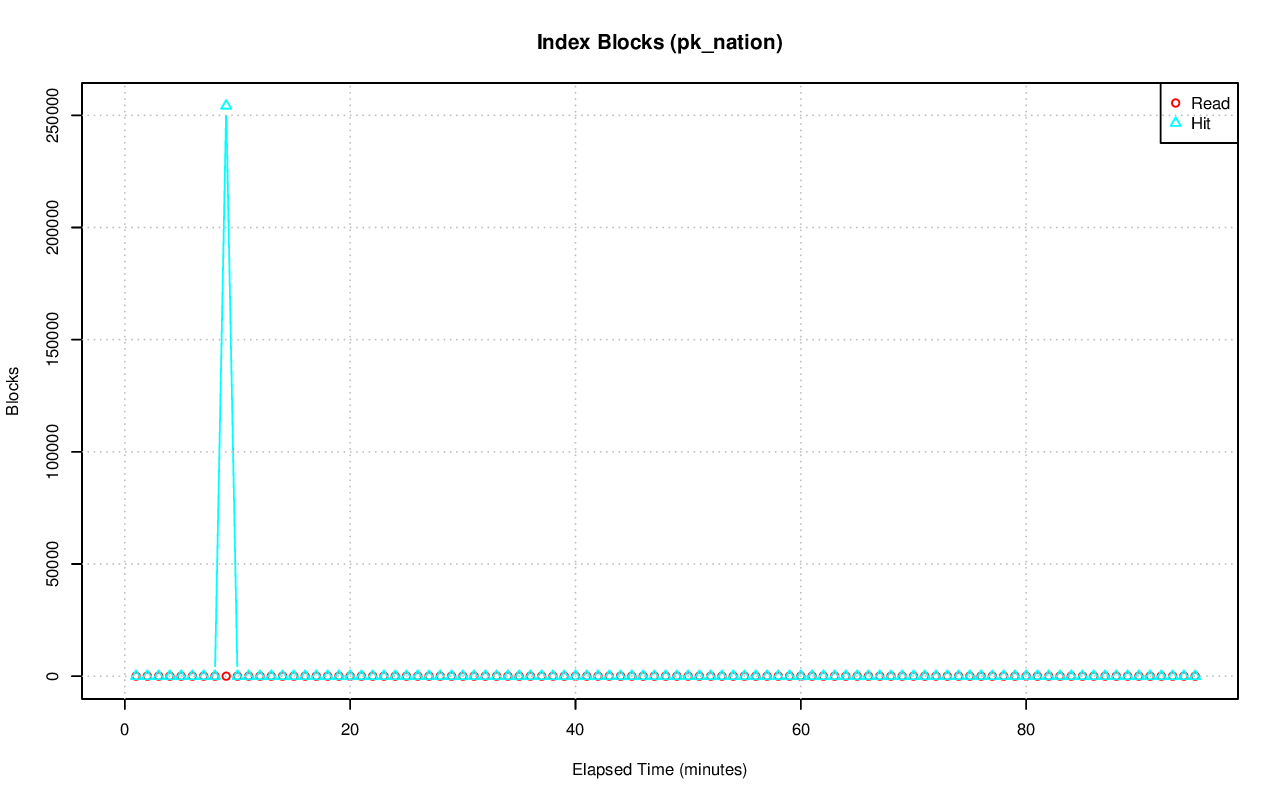 Index Blocks (pk_nation)
Read
Hit
Blocks
250000
200000
150000
100000
50000
0
0 20 40 60 80
Elapsed Time (minutes)